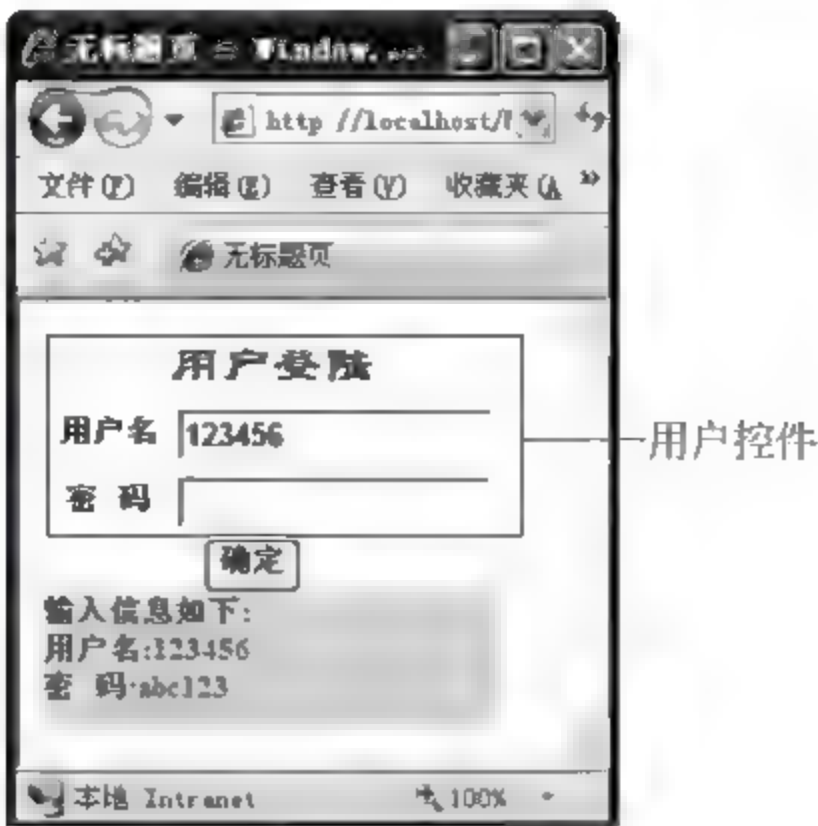 无标题页 - Window.
http //localhost/
文件(F) 编辑(E) 查看(V) 收藏夹(A »
无标题页
用户登陆
用户名 123456
用户控件
密 码
确定
输入信息如下:
用户名:123456
密 码:abc123
本地 Intranet 100%